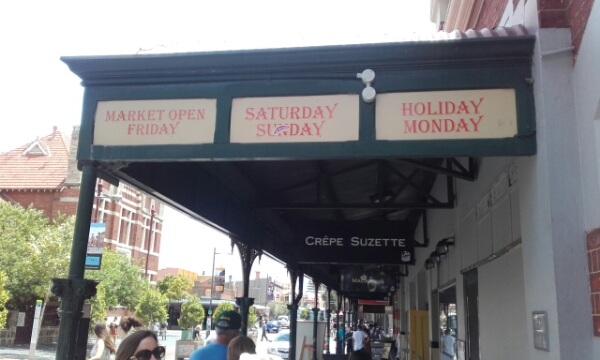 MARKET OPEN
FRIDAY
SATURDAY
SUNDAY
HOLIDAY
MONDAY
CRÊPE SUZETTE